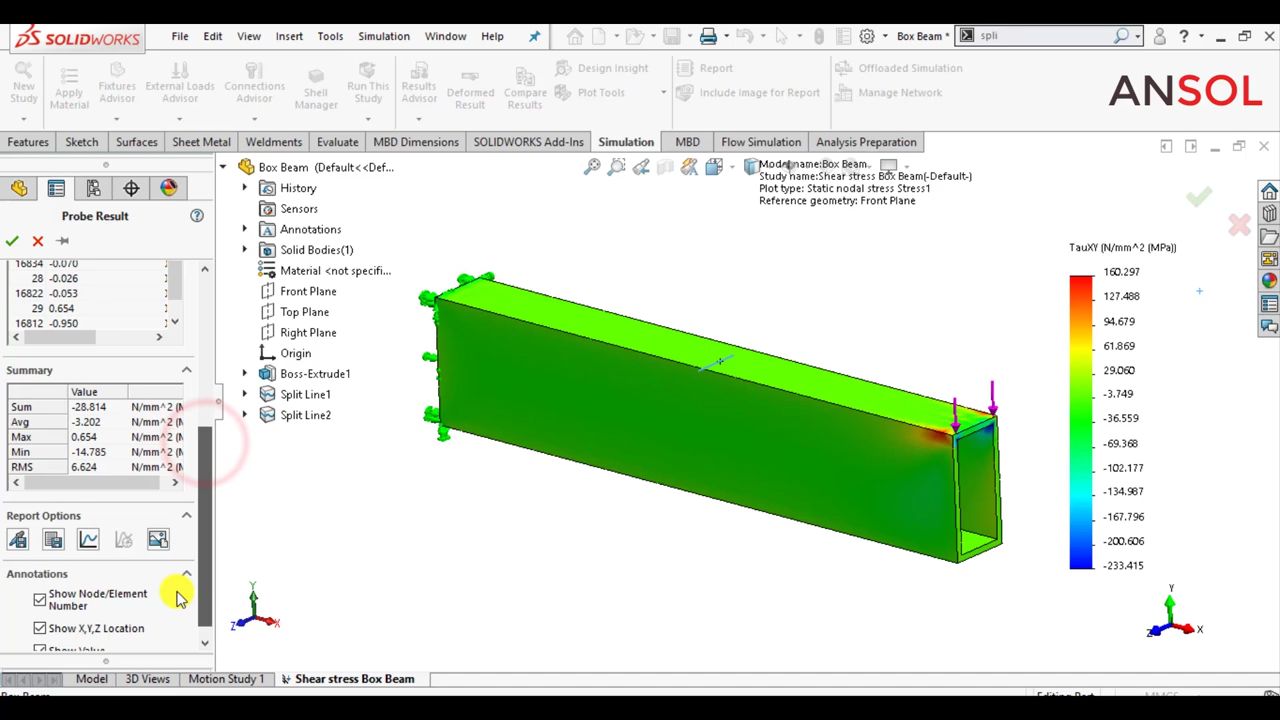 SOLIDWORKS
File
Edit
View
Insert
Tools
Simulation
Window
Help
Box Beam *
spli
?
New
Study
Apply
Material
Fixtures
Advisor
External Loads
Advisor
Connections
Advisor
Shell
Manager
Run This
Study
Results
Advisor
Deformed
Result
Compare
Results
Design Insight
Plot Tools
Report
Include Image for Report
Offloaded Simulation
Manage Network
ANSOL
Features
Sketch
Surfaces
Sheet Metal
Weldments
Evaluate
MBD Dimensions
SOLIDWORKS Add-Ins
Simulation
MBD
Flow Simulation
Analysis Preparation
Probe Result
?
16834 -0.070
28 -0.026
16822 -0.053
29 0.654
16812 -0.950
Summary
Value
Sum -28.814 N/mm^2 (N
Avg -3.202 N/mm^2 (N
Max 0.654 N/mm^2 (N
Min -14.785 N/mm^2 (N
RMS 6.624 N/mm^2 (N
Report Options
Annotations
Show Node/Element
Number
Show X,Y,Z Location
Show Value
Box Beam (Default<<Def...
History
Sensors
Annotations
Solid Bodies(1)
Material <not specifi...
Front Plane
Top Plane
Right Plane
Origin
Boss-Extrude1
Split Line1
Split Line2
Model name:Box Beam
Study name:Shear stress Box Beam(-Default-)
Plot type: Static nodal stress Stress1
Reference geometry: Front Plane
TauXY (N/mm^2 (MPa))
160.297
127.488
94.679
61.869
29.060
-3.749
-36.559
-69.368
-102.177
-134.987
-167.796
-200.606
-233.415
Y
Z
X
Y
Z
X
Model
3D Views
Motion Study 1
Shear stress Box Beam
Box Beam
Editing Part
MMGS